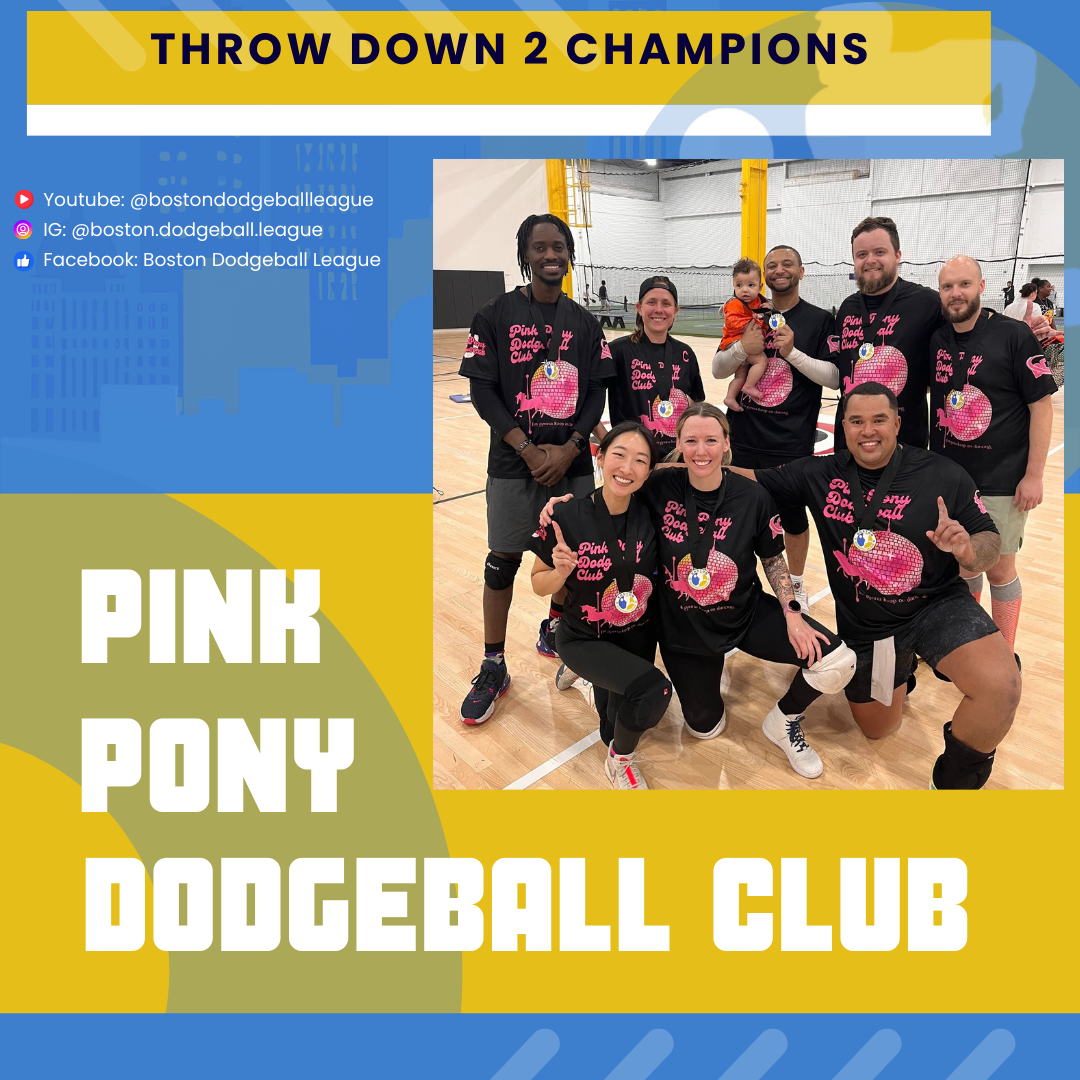 THROW DOWN 2 CHAMPIONS
Youtube: @bostondodgeballleague
IG: @boston.dodgeball.league
Facebook: Boston Dodgeball League
Pink Pony
Dodgeball
Club
C
PINK
PONY
DODGEBALL CLUB